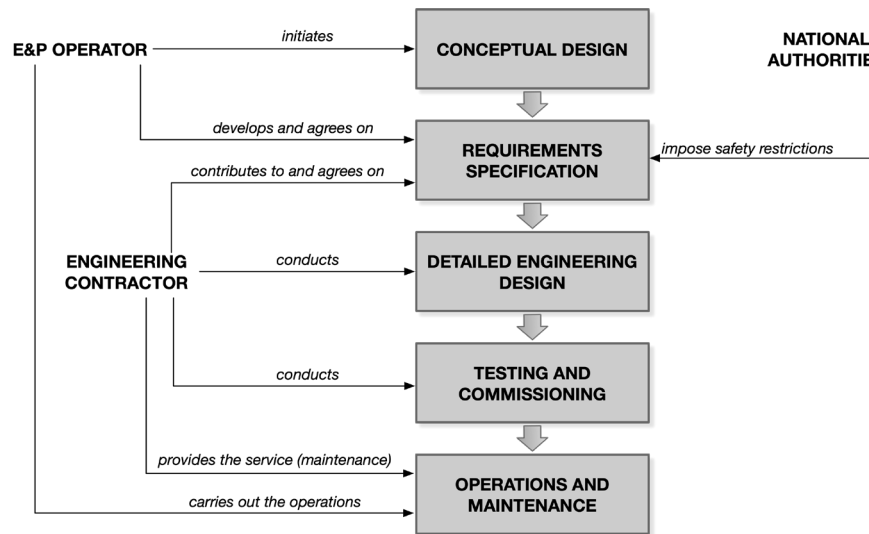 initiates
E&P OPERATOR
CONCEPTUAL DESIGN
NATIONAL
AUTHORITIE
develops and agrees on
REQUIREMENTS
SPECIFICATION
impose safety restrictions
contributes to and agrees on
ENGINEERING
CONTRACTOR
conducts
DETAILED ENGINEERING
DESIGN
conducts
TESTING AND
COMMISSIONING
provides the service (maintenance)
OPERATIONS AND
MAINTENANCE
carries out the operations